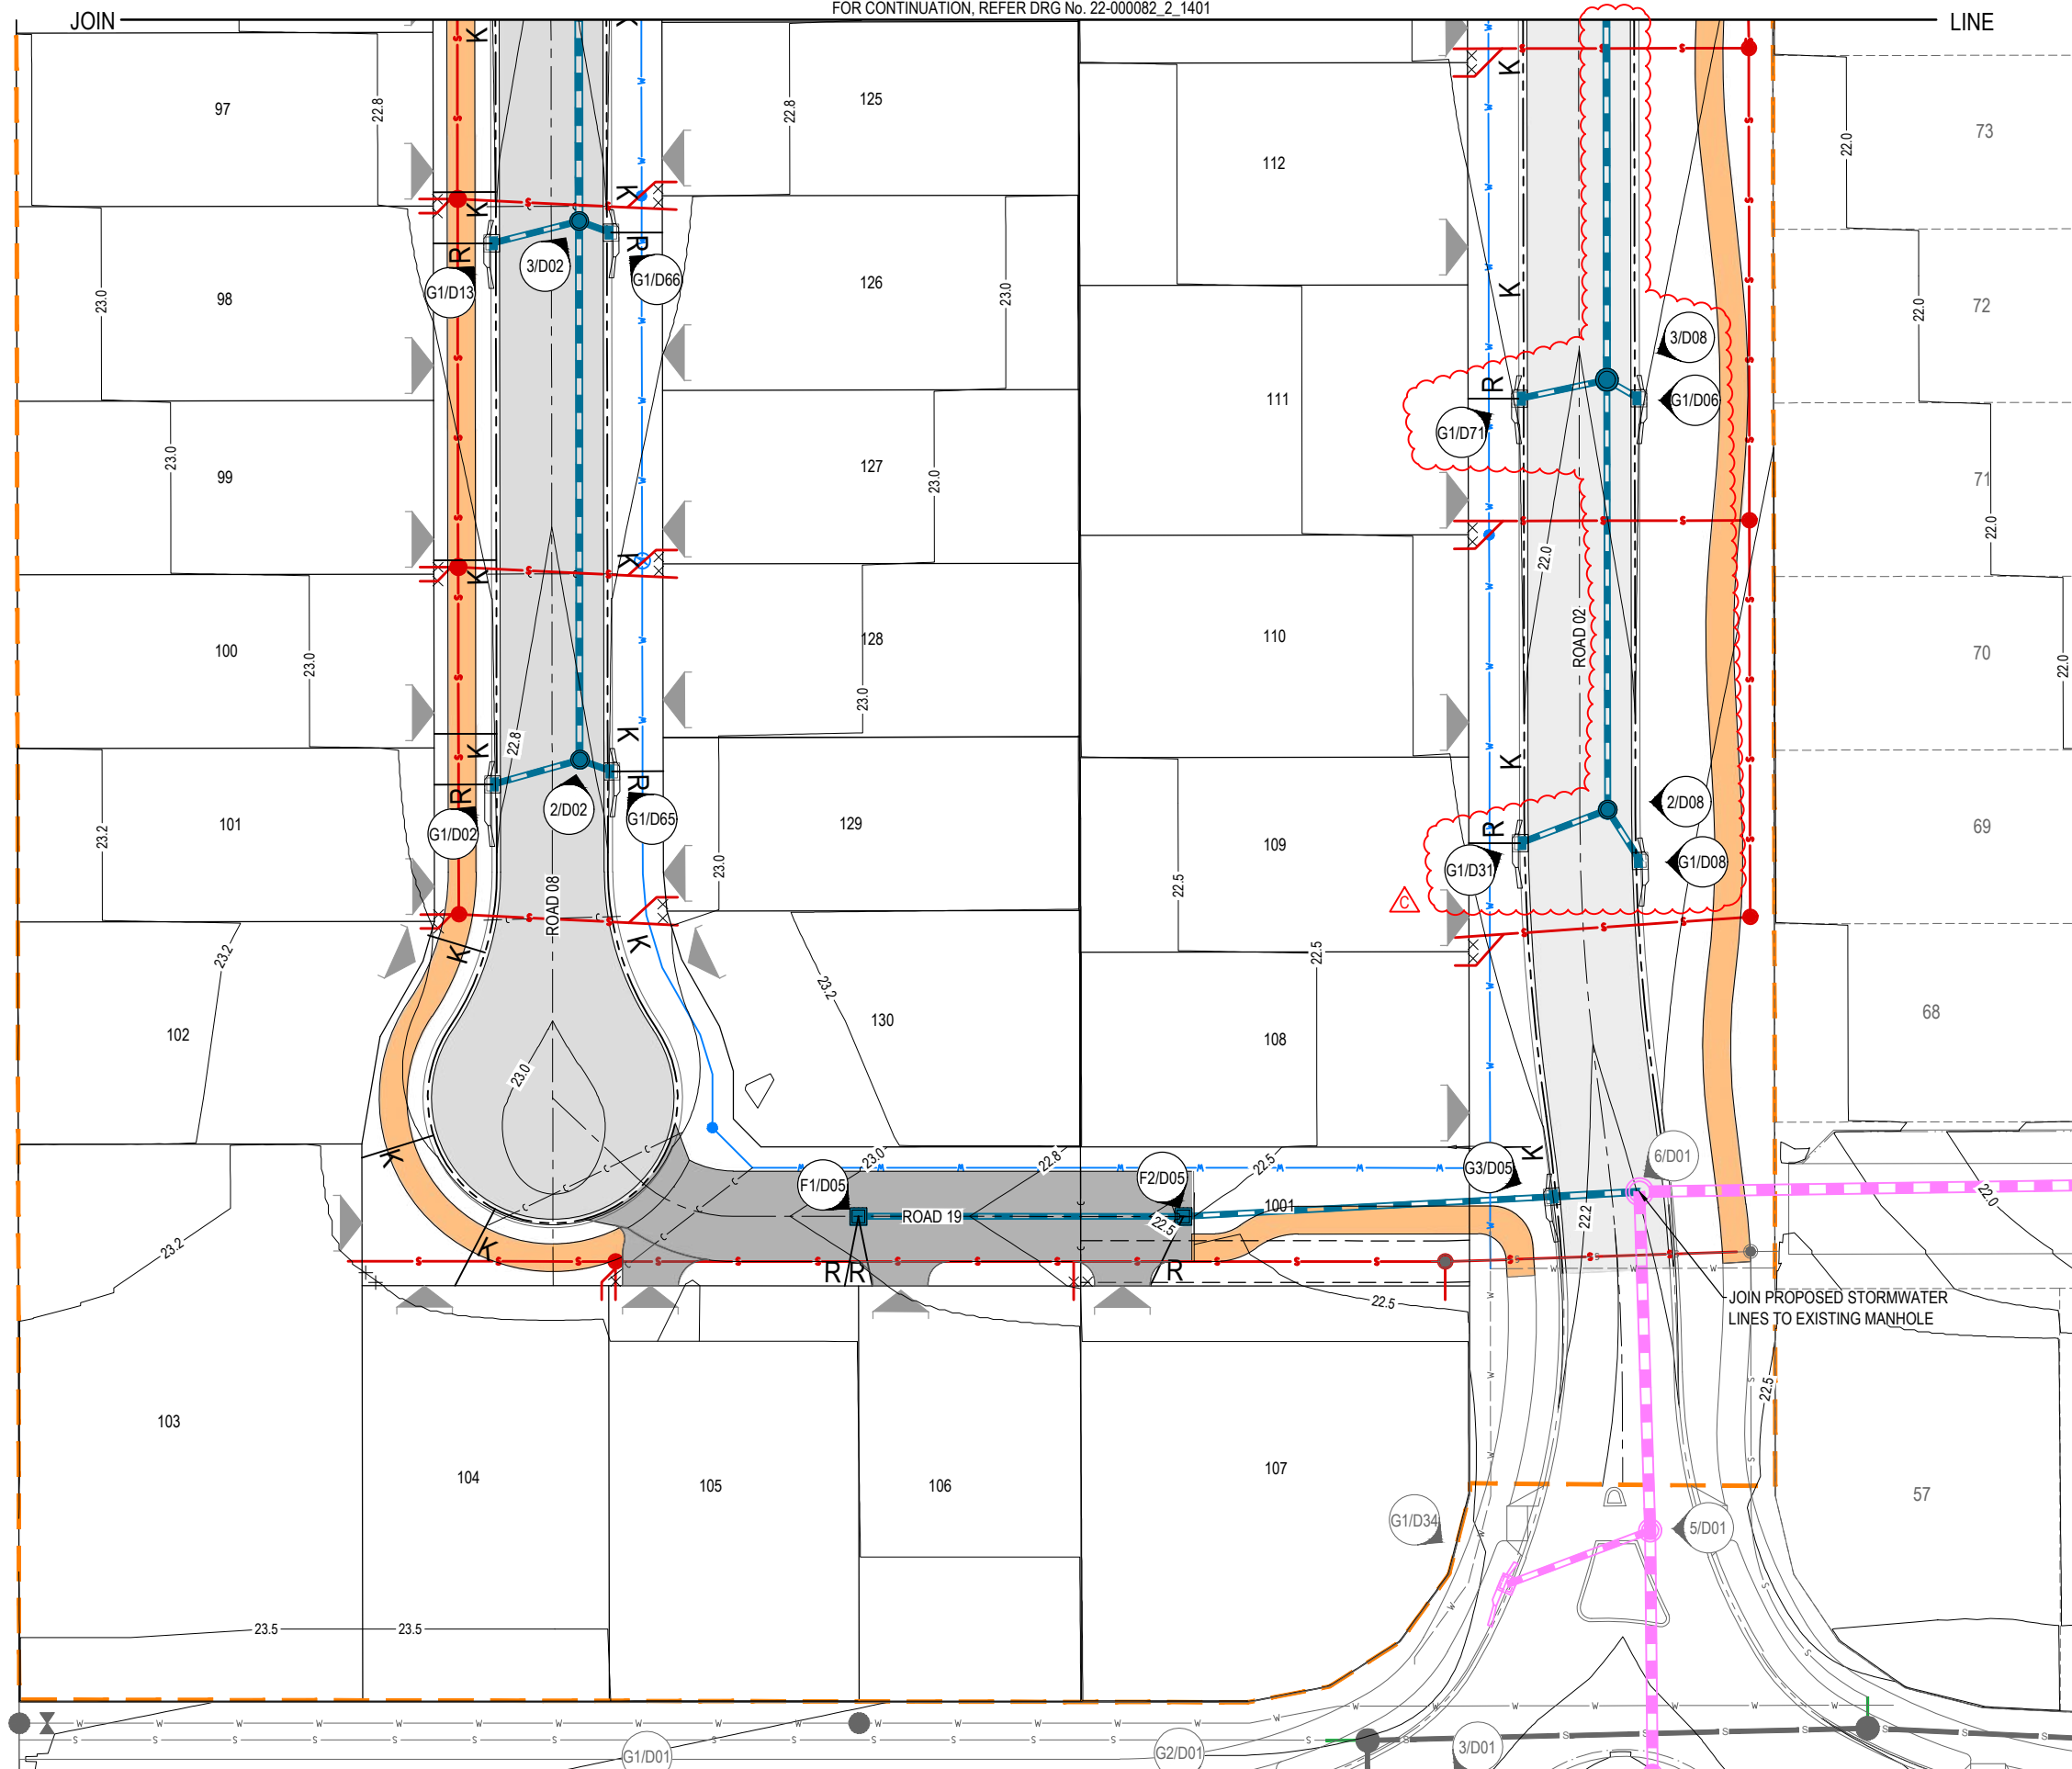 FOR CONTINUATION, REFER DRG No. 22-000082_2_1401
JOIN
LINE
97
22.8
K
K
22.8
125
K
112
22.0
73
98
23.0
K
R
G1/D13
3/D02
K
R
G1/D66
126
23.0
K
22.0
72
3/D08
R
G1/D71
G1/D06
111
99
23.0
K
K
127
23.0
71
22.0
22.0
ROAD 02
100
23.0
128
23.0
110
70
22.0
K
22.8
K
K
101
23.2
R
G1/D02
2/D02
R
G1/D65
129
23.0
109
22.5
R
G1/D31
2/D08
G1/D08
69
C
ROAD 08
102
23.2
K
K
23.2
130
108
22.5
68
23.0
K
K
F1/D05
23.0
22.8
F2/D05
22.5
G3/D05
K
6/D01
1001
ROAD 19
22.5
22.2
22.0
23.2
R R
R
22.5
JOIN PROPOSED STORMWATER
LINES TO EXISTING MANHOLE
22.5
103
104
105
106
107
57
G1/D34
5/D01
23.5
23.5
G1/D01
G2/D01
3/D01